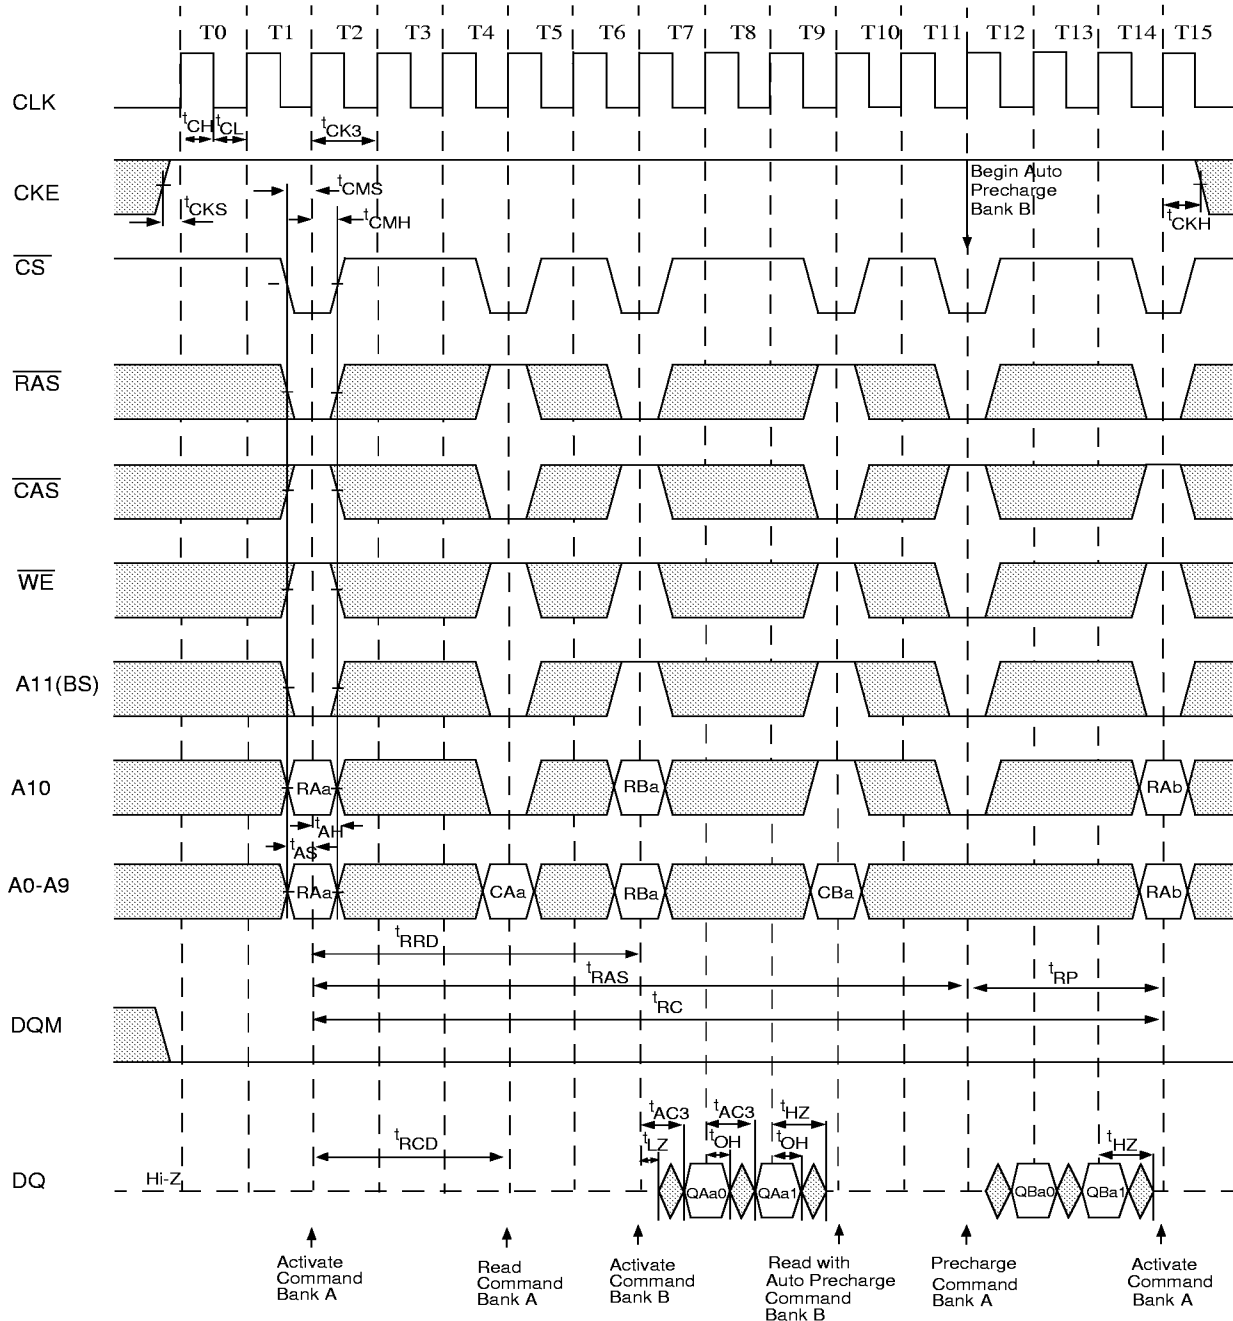 T0 T1 T2 T3 T4 T5 T6 T7 T8 T9 T10 T11 T12 T13 T14 T15
CLK
tCH tCL tCK3
CKE
tCKS
tCMS
tCMH
Begin Auto
Precharge
Bank B
tCKH
CS
RAS
CAS
WE
A11(BS)
A10
RAa RBa RAb
tAH
tAS
A0-A9
RAa CAa RBa CBa RAb
tRRD
tRAS tRP
tRC
DQM
tAC3 tAC3 tHZ
tRCD tLZ tOH tOH tHZ
DQ
Hi-Z
QAa0 QAa1 QBa0 QBa1
Activate
Command
Bank A
Read
Command
Bank A
Activate
Command
Bank B
Read with
Auto Precharge
Command
Bank B
Precharge
Command
Bank A
Activate
Command
Bank A